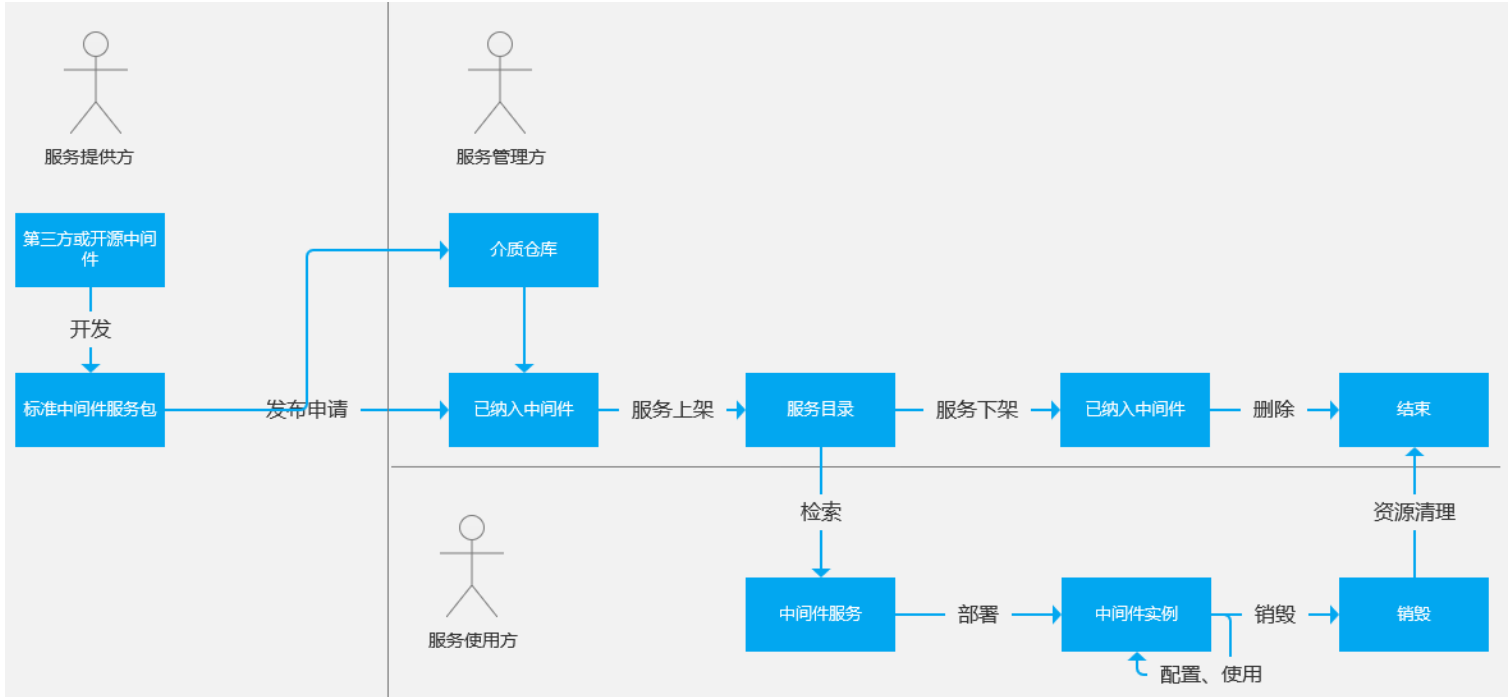 服务提供方
服务管理方
第三方或开源中间
件
介质仓库
开发
标准中间件服务包
发布申请
已纳入中间件
服务上架
服务目录
服务下架
已纳入中间件
删除
结束
检索
资源清理
服务使用方
中间件服务
部署
中间件实例
销毁
销毁
配置、使用